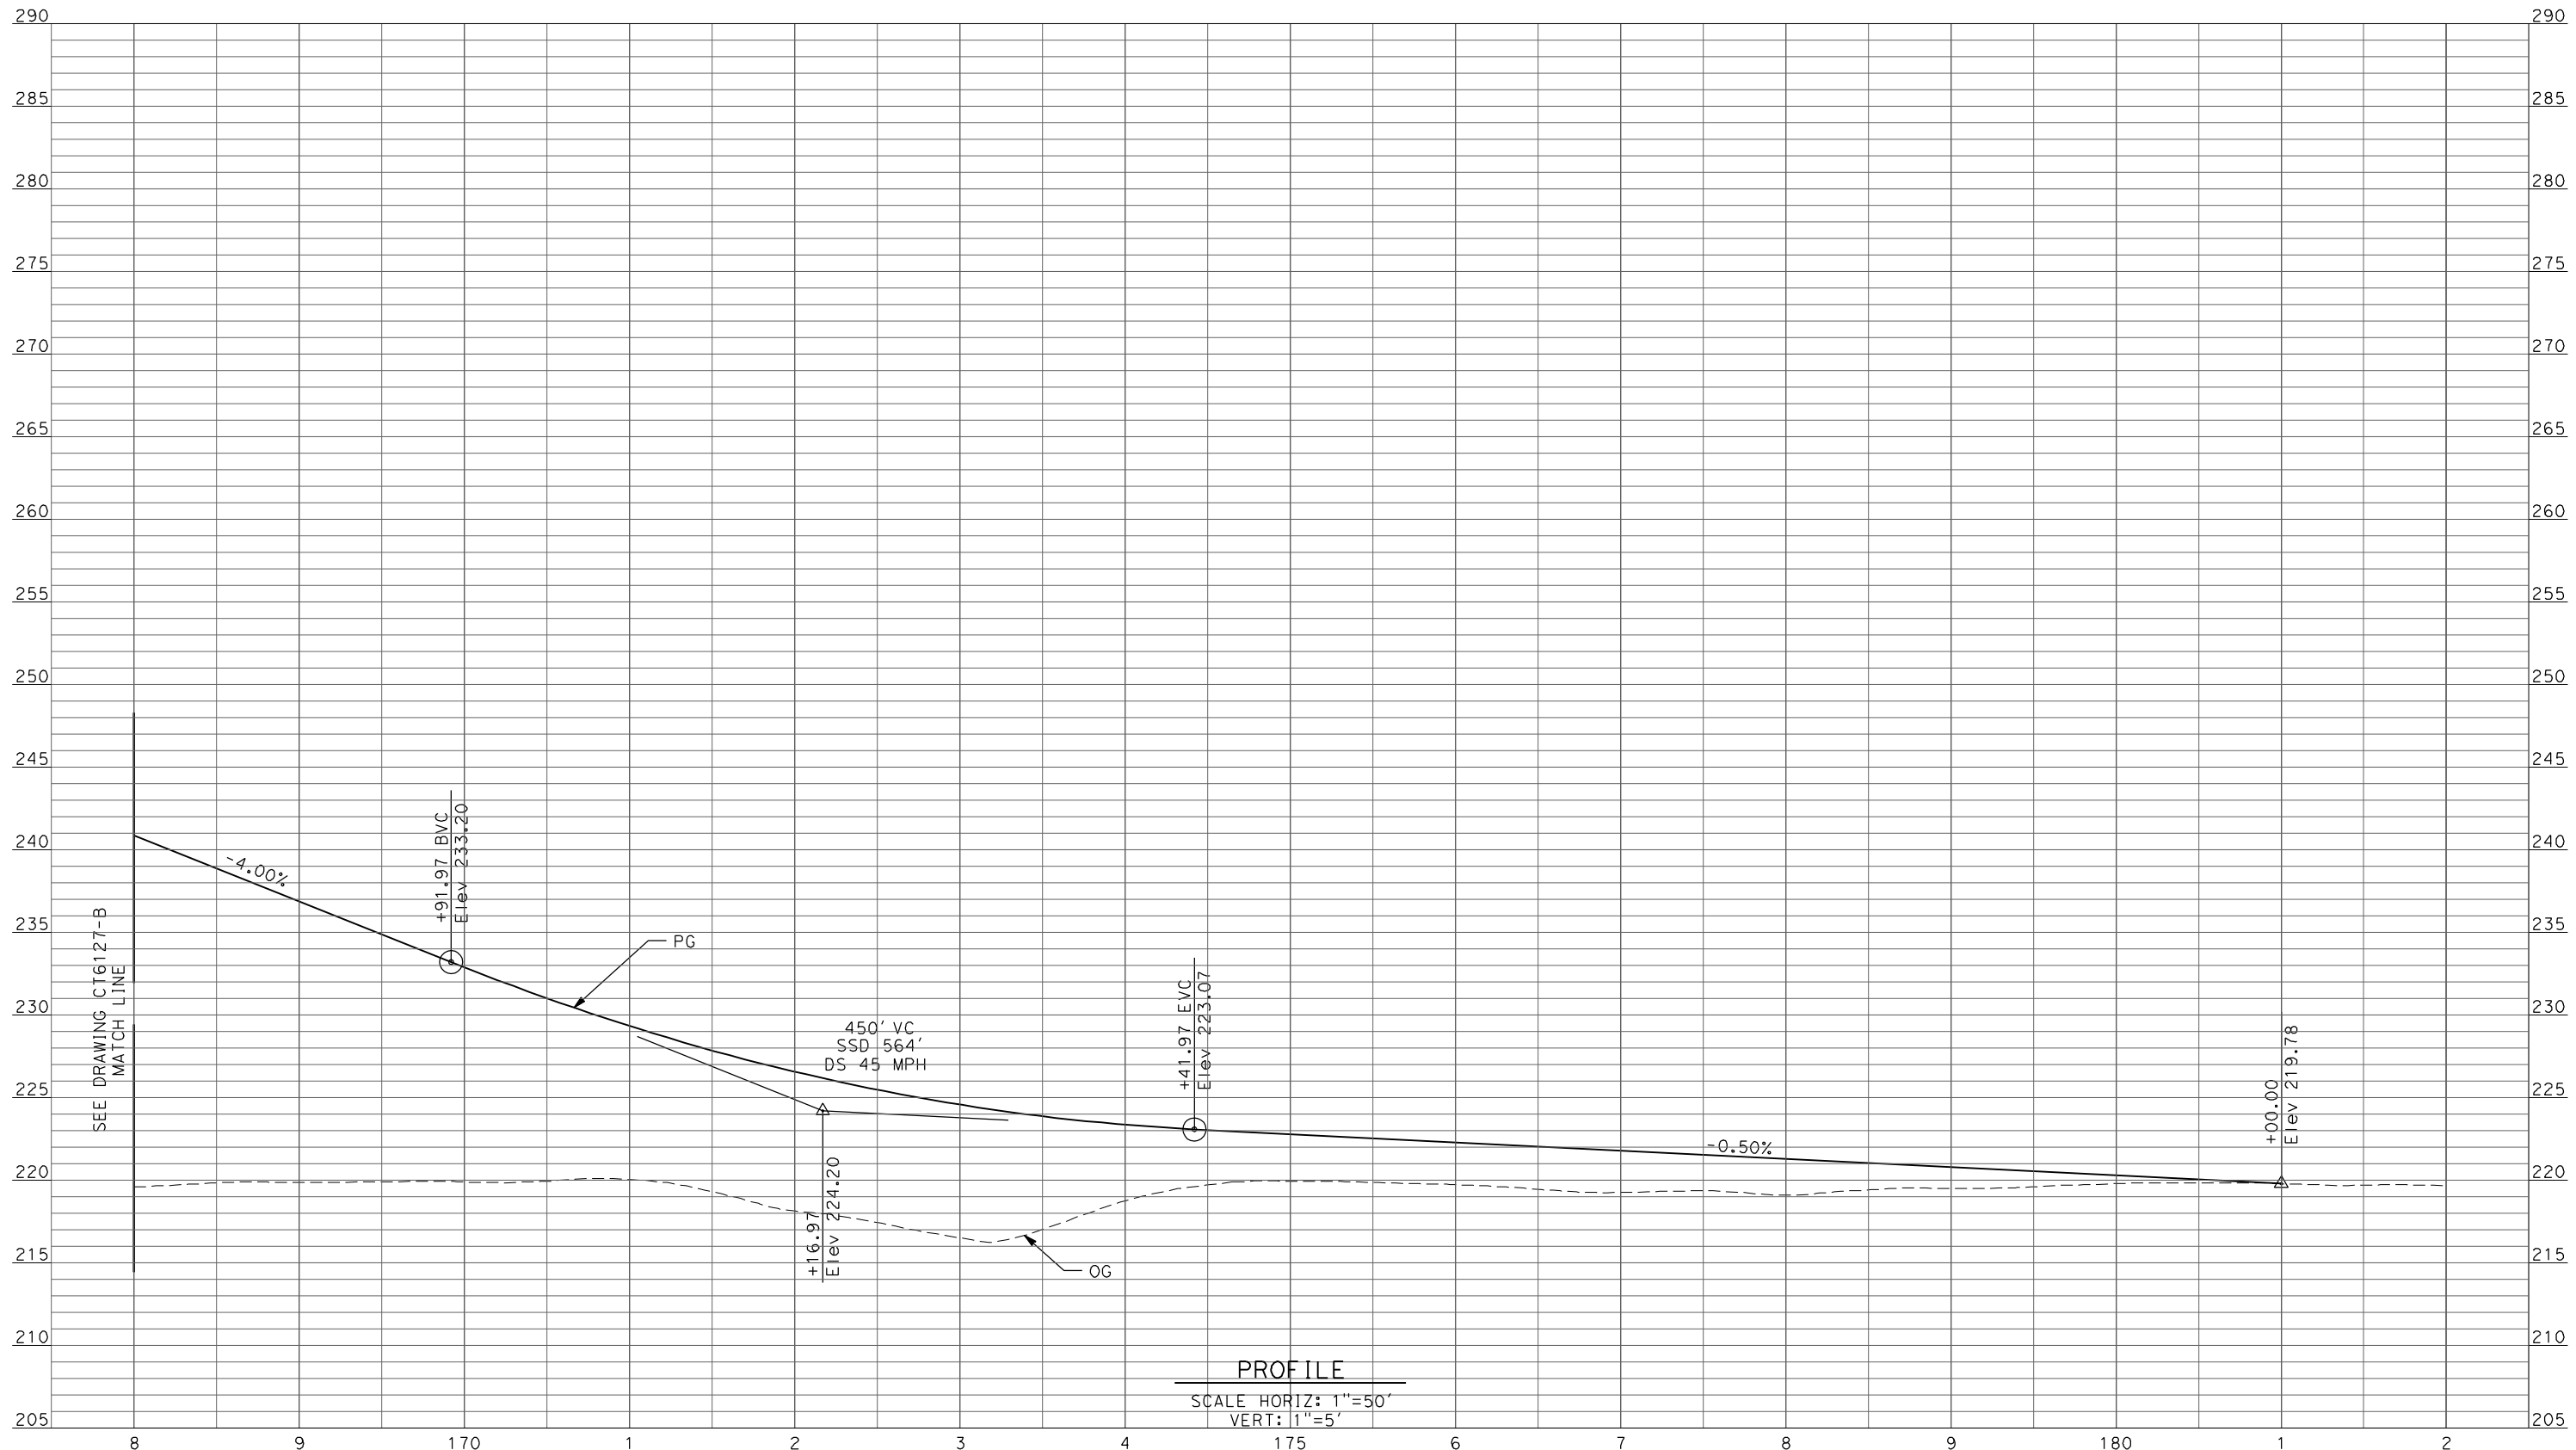 290 290
285 285
280 280
275 275
270 270
265 265
260 260
255 255
250 250
245 245
240 240
235 235
230 230
225 225
220 220
215 215
210 210
205 205
SEE DRAWING CT6127-B
MATCH LINE
-4.00%
+91.97 BVC
Elev 233.20
PG
450' VC
SSD 564'
DS 45 MPH
+16.97
Elev 224.20
OG
+41.97 EVC
Elev 223.07
-0.50%
+00.00
Elev 219.78
PROFILE
SCALE HORIZ: 1"=50'
VERT: 1"=5'
8 9 170 1 2 3 4 175 6 7 8 9 180 1 2